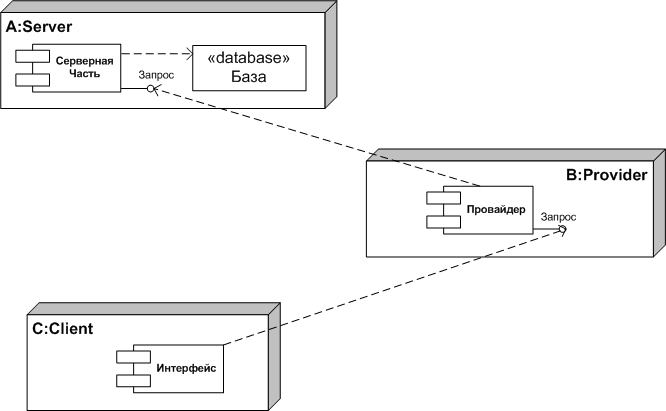 A:Server
Серверная
Часть
«database»
База
Запрос
B:Provider
Провайдер
Запрос
C:Client
Интерфейс